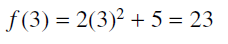 f(3) = 2(3)² + 5 = 23